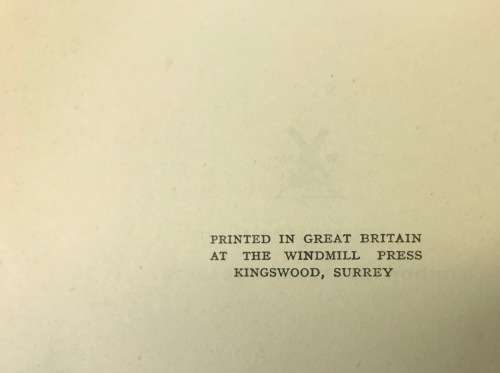 PRINTED IN GREAT BRITAIN
AT THE WINDMILL PRESS
KINGSWOOD, SURREY